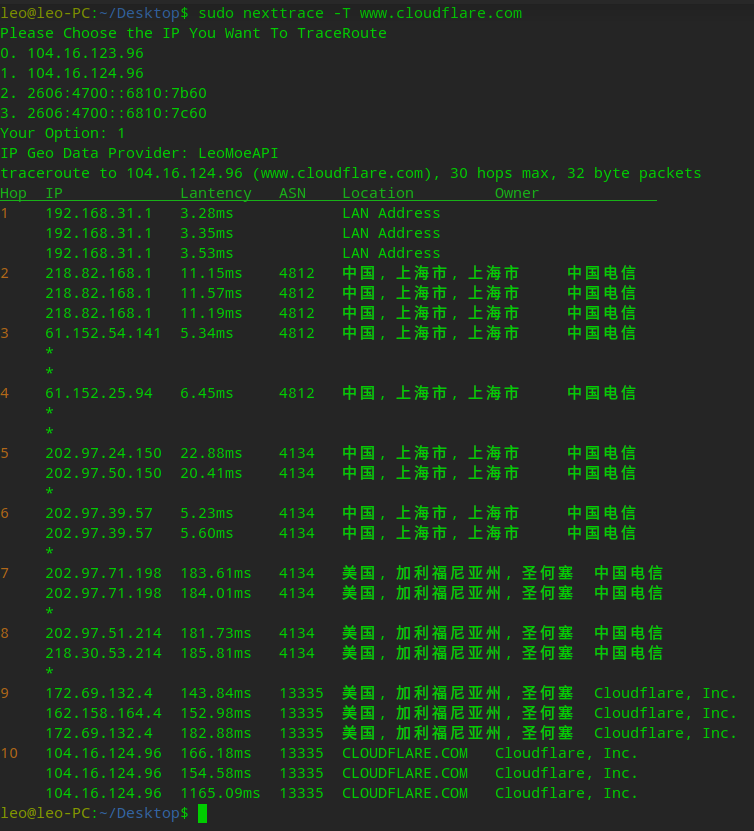 leo@leo-PC:~/Desktop$ sudo nexttrace -T www.cloudflare.com
Please Choose the IP You Want To TraceRoute
0. 104.16.123.96
1. 104.16.124.96
2. 2606:4700::6810:7b60
3. 2606:4700::6810:7c60
Your Option: 1
IP Geo Data Provider: LeoMoeAPI
traceroute to 104.16.124.96 (www.cloudflare.com), 30 hops max, 32 byte packets
Hop  IP             Lantency   ASN    Location         Owner
1    192.168.31.1   3.28ms            LAN Address
     192.168.31.1   3.35ms            LAN Address
     192.168.31.1   3.53ms            LAN Address
2    218.82.168.1   11.15ms    4812   中国, 上海市, 上海市     中国电信
     218.82.168.1   11.57ms    4812   中国, 上海市, 上海市     中国电信
     218.82.168.1   11.19ms    4812   中国, 上海市, 上海市     中国电信
3    61.152.54.141  5.34ms     4812   中国, 上海市, 上海市     中国电信
     *
     *
4    61.152.25.94   6.45ms     4812   中国, 上海市, 上海市     中国电信
     *
     *
5    202.97.24.150  22.88ms    4134   中国, 上海市, 上海市     中国电信
     202.97.50.150  20.41ms    4134   中国, 上海市, 上海市     中国电信
     *
6    202.97.39.57   5.23ms     4134   中国, 上海市, 上海市     中国电信
     202.97.39.57   5.60ms     4134   中国, 上海市, 上海市     中国电信
     *
7    202.97.71.198  183.61ms   4134   美国, 加利福尼亚州, 圣何塞  中国电信
     202.97.71.198  184.01ms   4134   美国, 加利福尼亚州, 圣何塞  中国电信
     *
8    202.97.51.214  181.73ms   4134   美国, 加利福尼亚州, 圣何塞  中国电信
     218.30.53.214  185.81ms   4134   美国, 加利福尼亚州, 圣何塞  中国电信
     *
9    172.69.132.4   143.84ms   13335  美国, 加利福尼亚州, 圣何塞  Cloudflare, Inc.
     162.158.164.4  152.98ms   13335  美国, 加利福尼亚州, 圣何塞  Cloudflare, Inc.
     172.69.132.4   182.88ms   13335  美国, 加利福尼亚州, 圣何塞  Cloudflare, Inc.
10   104.16.124.96  166.18ms   13335  CLOUDFLARE.COM   Cloudflare, Inc.
     104.16.124.96  154.58ms   13335  CLOUDFLARE.COM   Cloudflare, Inc.
     104.16.124.96  1165.09ms  13335  CLOUDFLARE.COM   Cloudflare, Inc.
leo@leo-PC:~/Desktop$